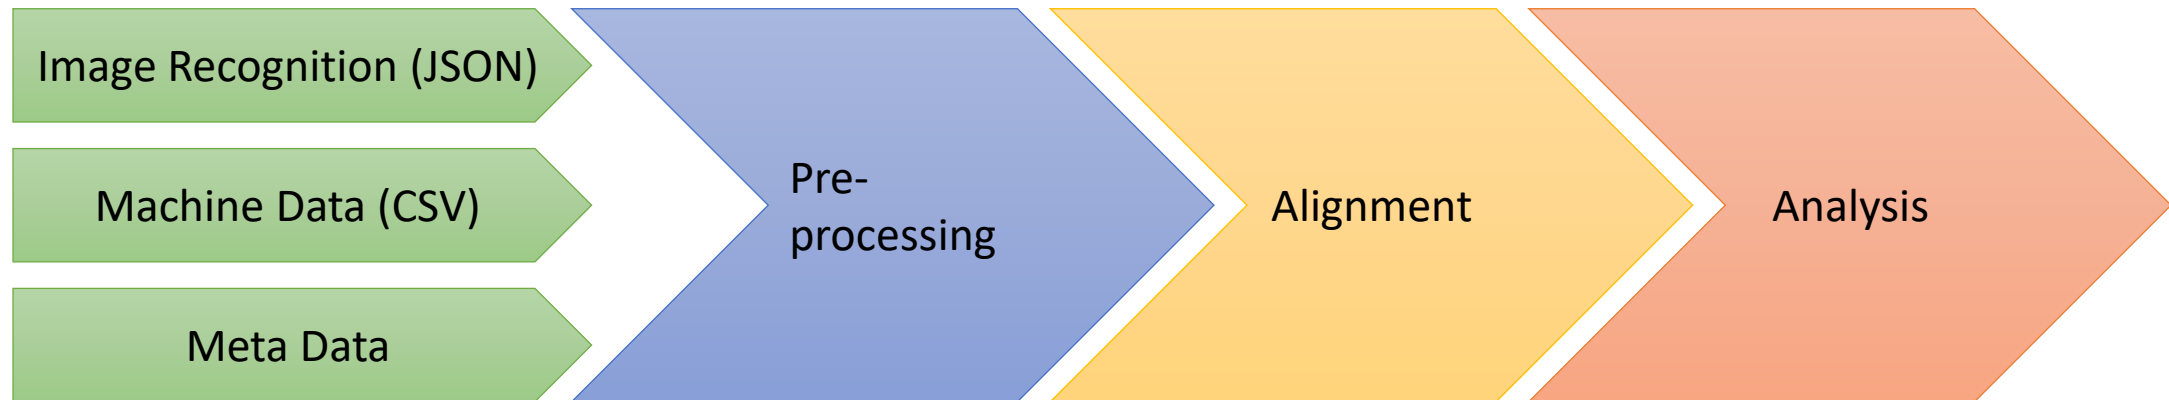 Image Recognition (JSON)
Machine Data (CSV)
Meta Data
Pre-
processing
Alignment
Analysis